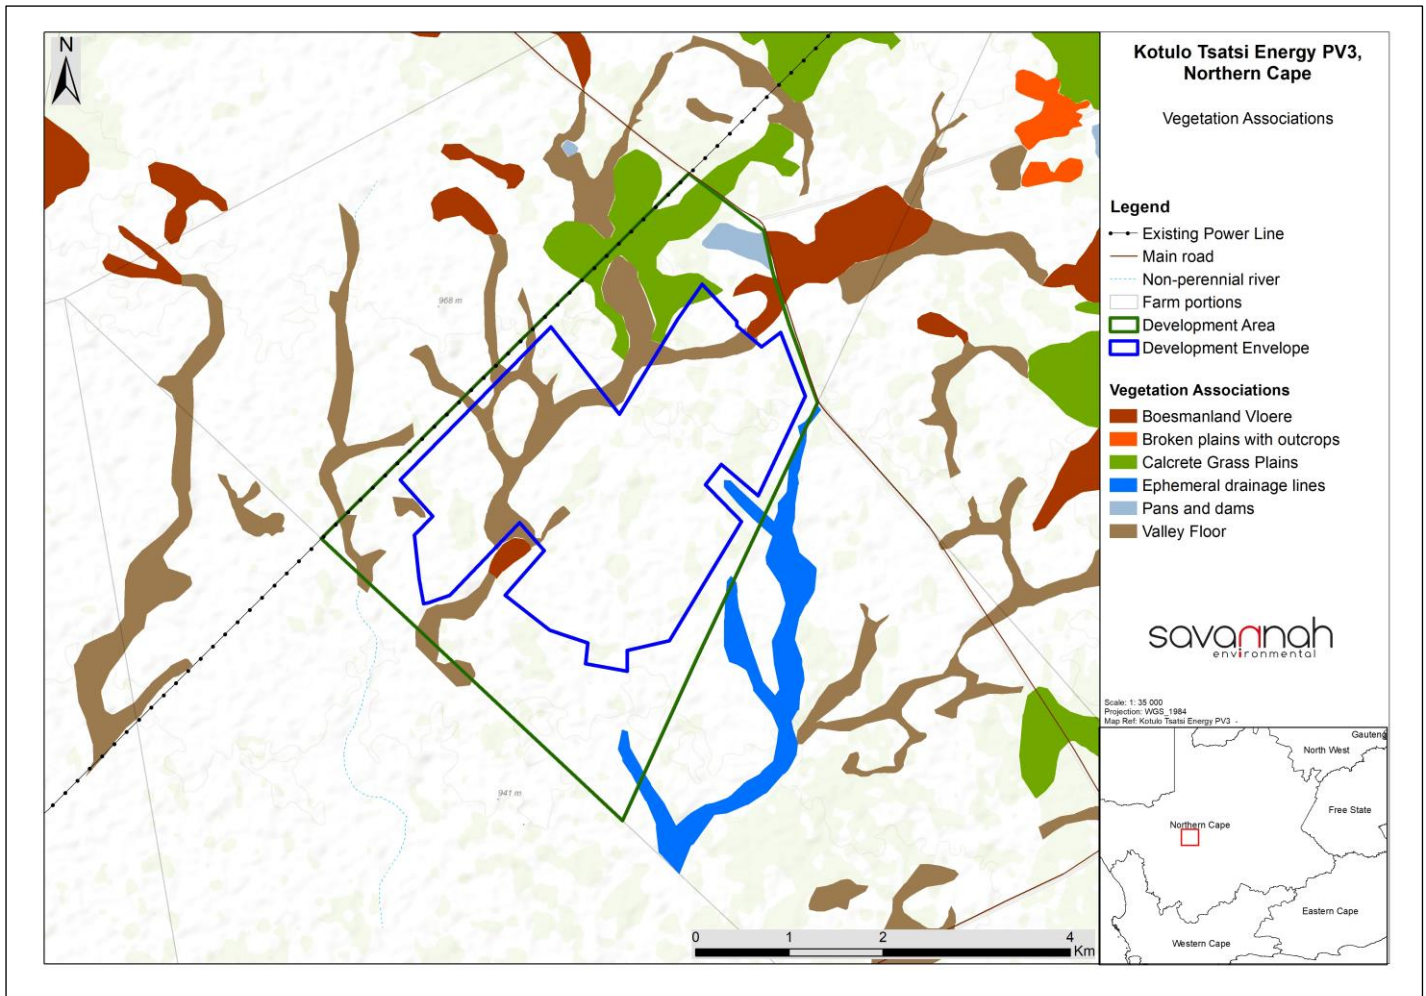 N
968 m
941 m
0 1 2 4
Km
Kotulo Tsatsi Energy PV3,
Northern Cape
Vegetation Associations
Legend
Existing Power Line
Main road
Non-perennial river
Farm portions
Development Area
Development Envelope
Vegetation Associations
Boesmanland Vloere
Broken plains with outcrops
Calcrete Grass Plains
Ephemeral drainage lines
Pans and dams
Valley Floor
savannah
environmental
Scale: 1: 35 000
Projection: WGS_1984
Map Ref: Kotulo Tsatsi Energy PV3 -
Gauteng
North West
Free State
Northern Cape
Eastern Cape
Western Cape